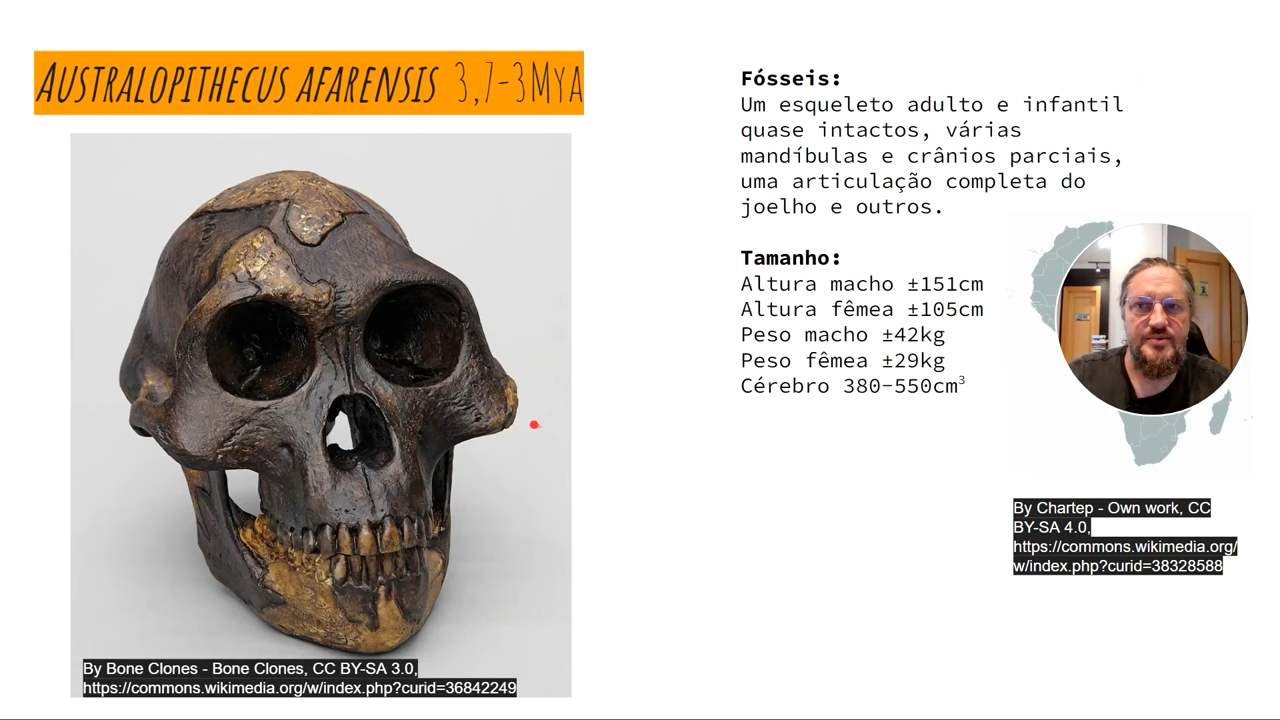 AUSTRALOPITHECUS AFARENSIS 3,7-3MYA
Fósseis:
Um esqueleto adulto e infantil
quase intactos, várias
mandíbulas e crânios parciais,
uma articulação completa do
joelho e outros.
Tamanho:
Altura macho ±151cm
Altura fêmea ±105cm
Peso macho ±42kg
Peso fêmea ±29kg
Cérebro 380-550cm³
By Chartep - Own work, CC
BY-SA 4.0,
https://commons.wikimedia.org/
w/index.php?curid=38328588
By Bone Clones - Bone Clones, CC BY-SA 3.0,
https://commons.wikimedia.org/w/index.php?curid=36842249